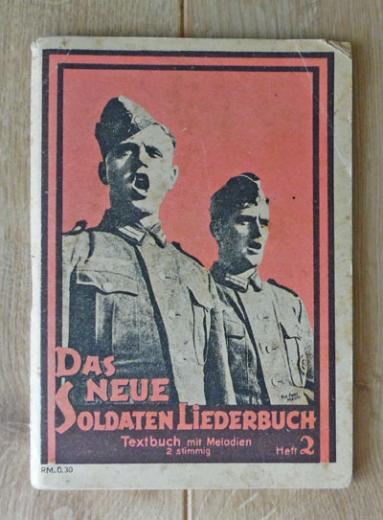 DAS
NEUE
SOLDATEN LIEDERBUCH
Textbuch mit Melodien
2 stimmig
Heft 2
RM.0.30